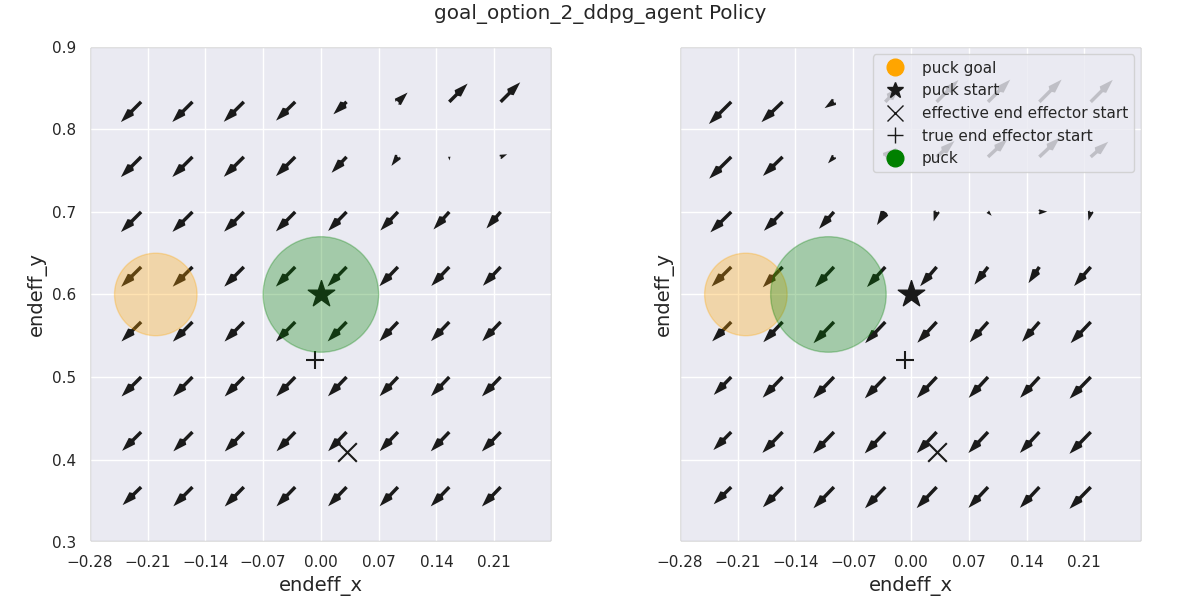 goal_option_2_ddpg_agent Policy
endeff_y
0.9
0.8
0.7
0.6
0.5
0.4
0.3
−0.28 −0.21 −0.14 −0.07 0.00 0.07 0.14 0.21
endeff_x
endeff_y
puck goal
puck start
effective end effector start
true end effector start
puck
−0.28 −0.21 −0.14 −0.07 0.00 0.07 0.14 0.21
endeff_x